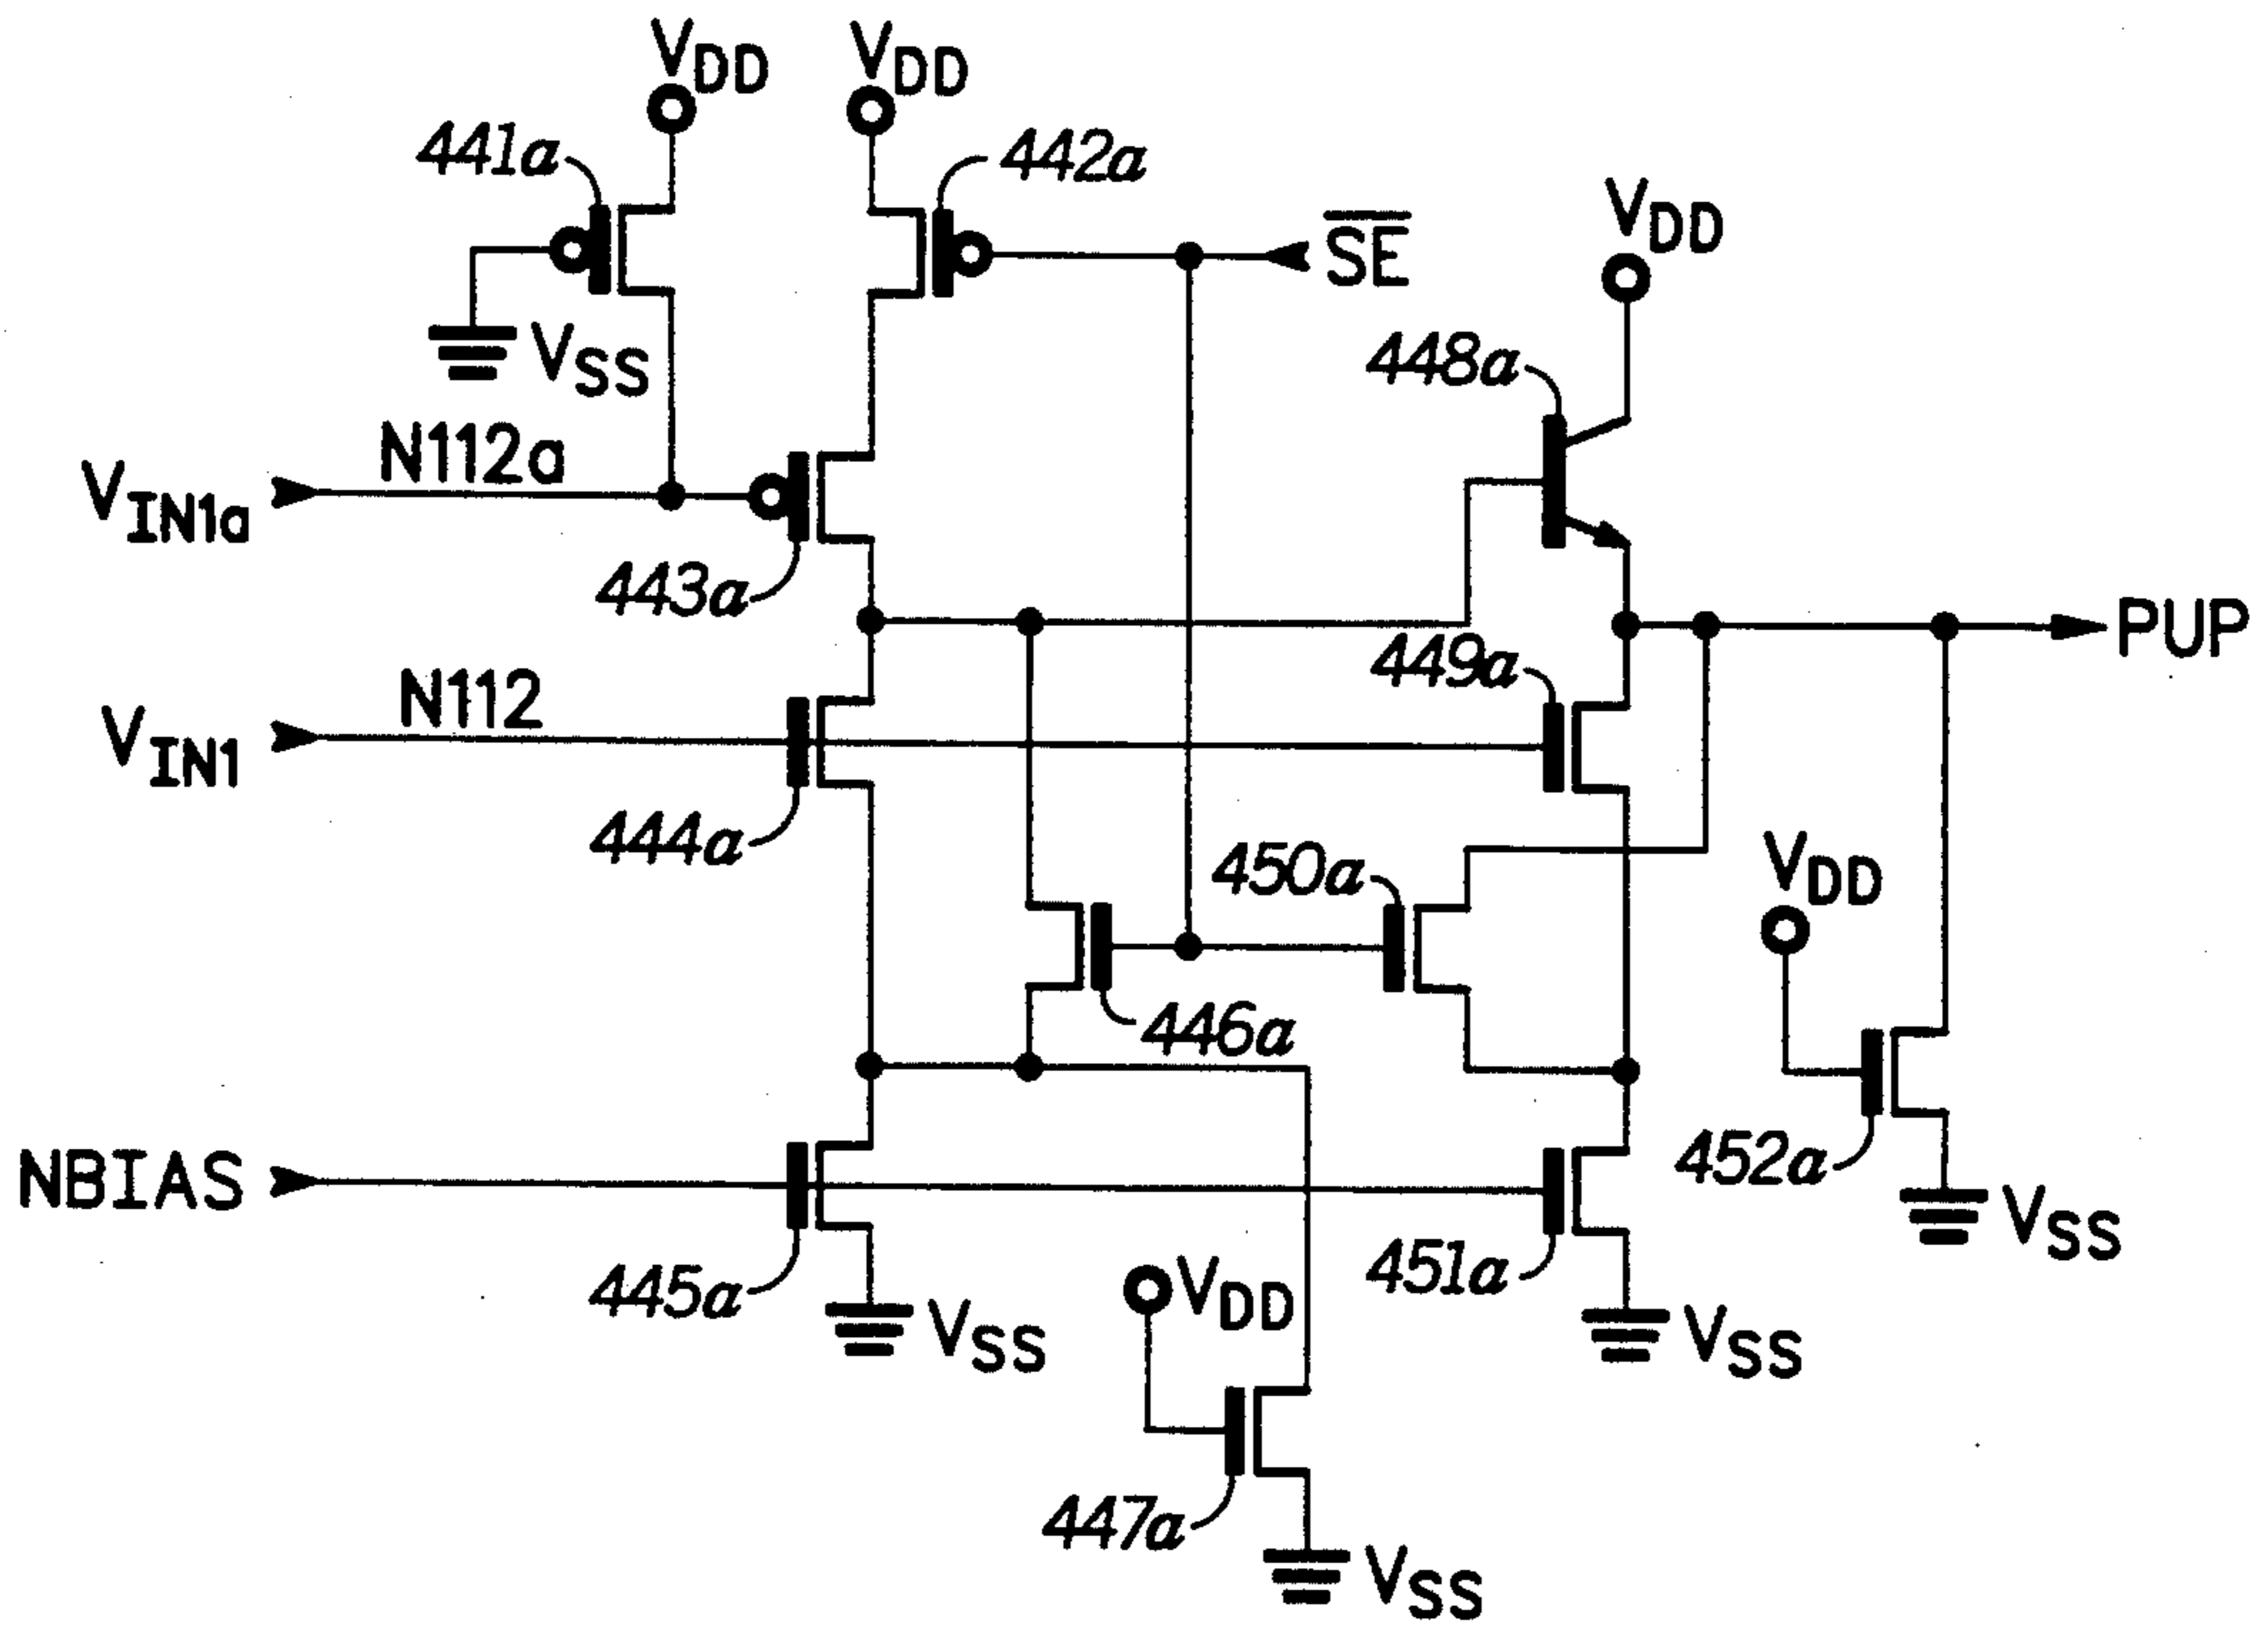 VDD
VDD
441a
442a
SE
VDD
VSS
448a
N112a
VIN1a
443a
PUP
449a
N112
VIN1
444a
450a
VDD
446a
452a
NBIAS
VSS
445a
451a
VDD
VSS
VSS
447a
VSS